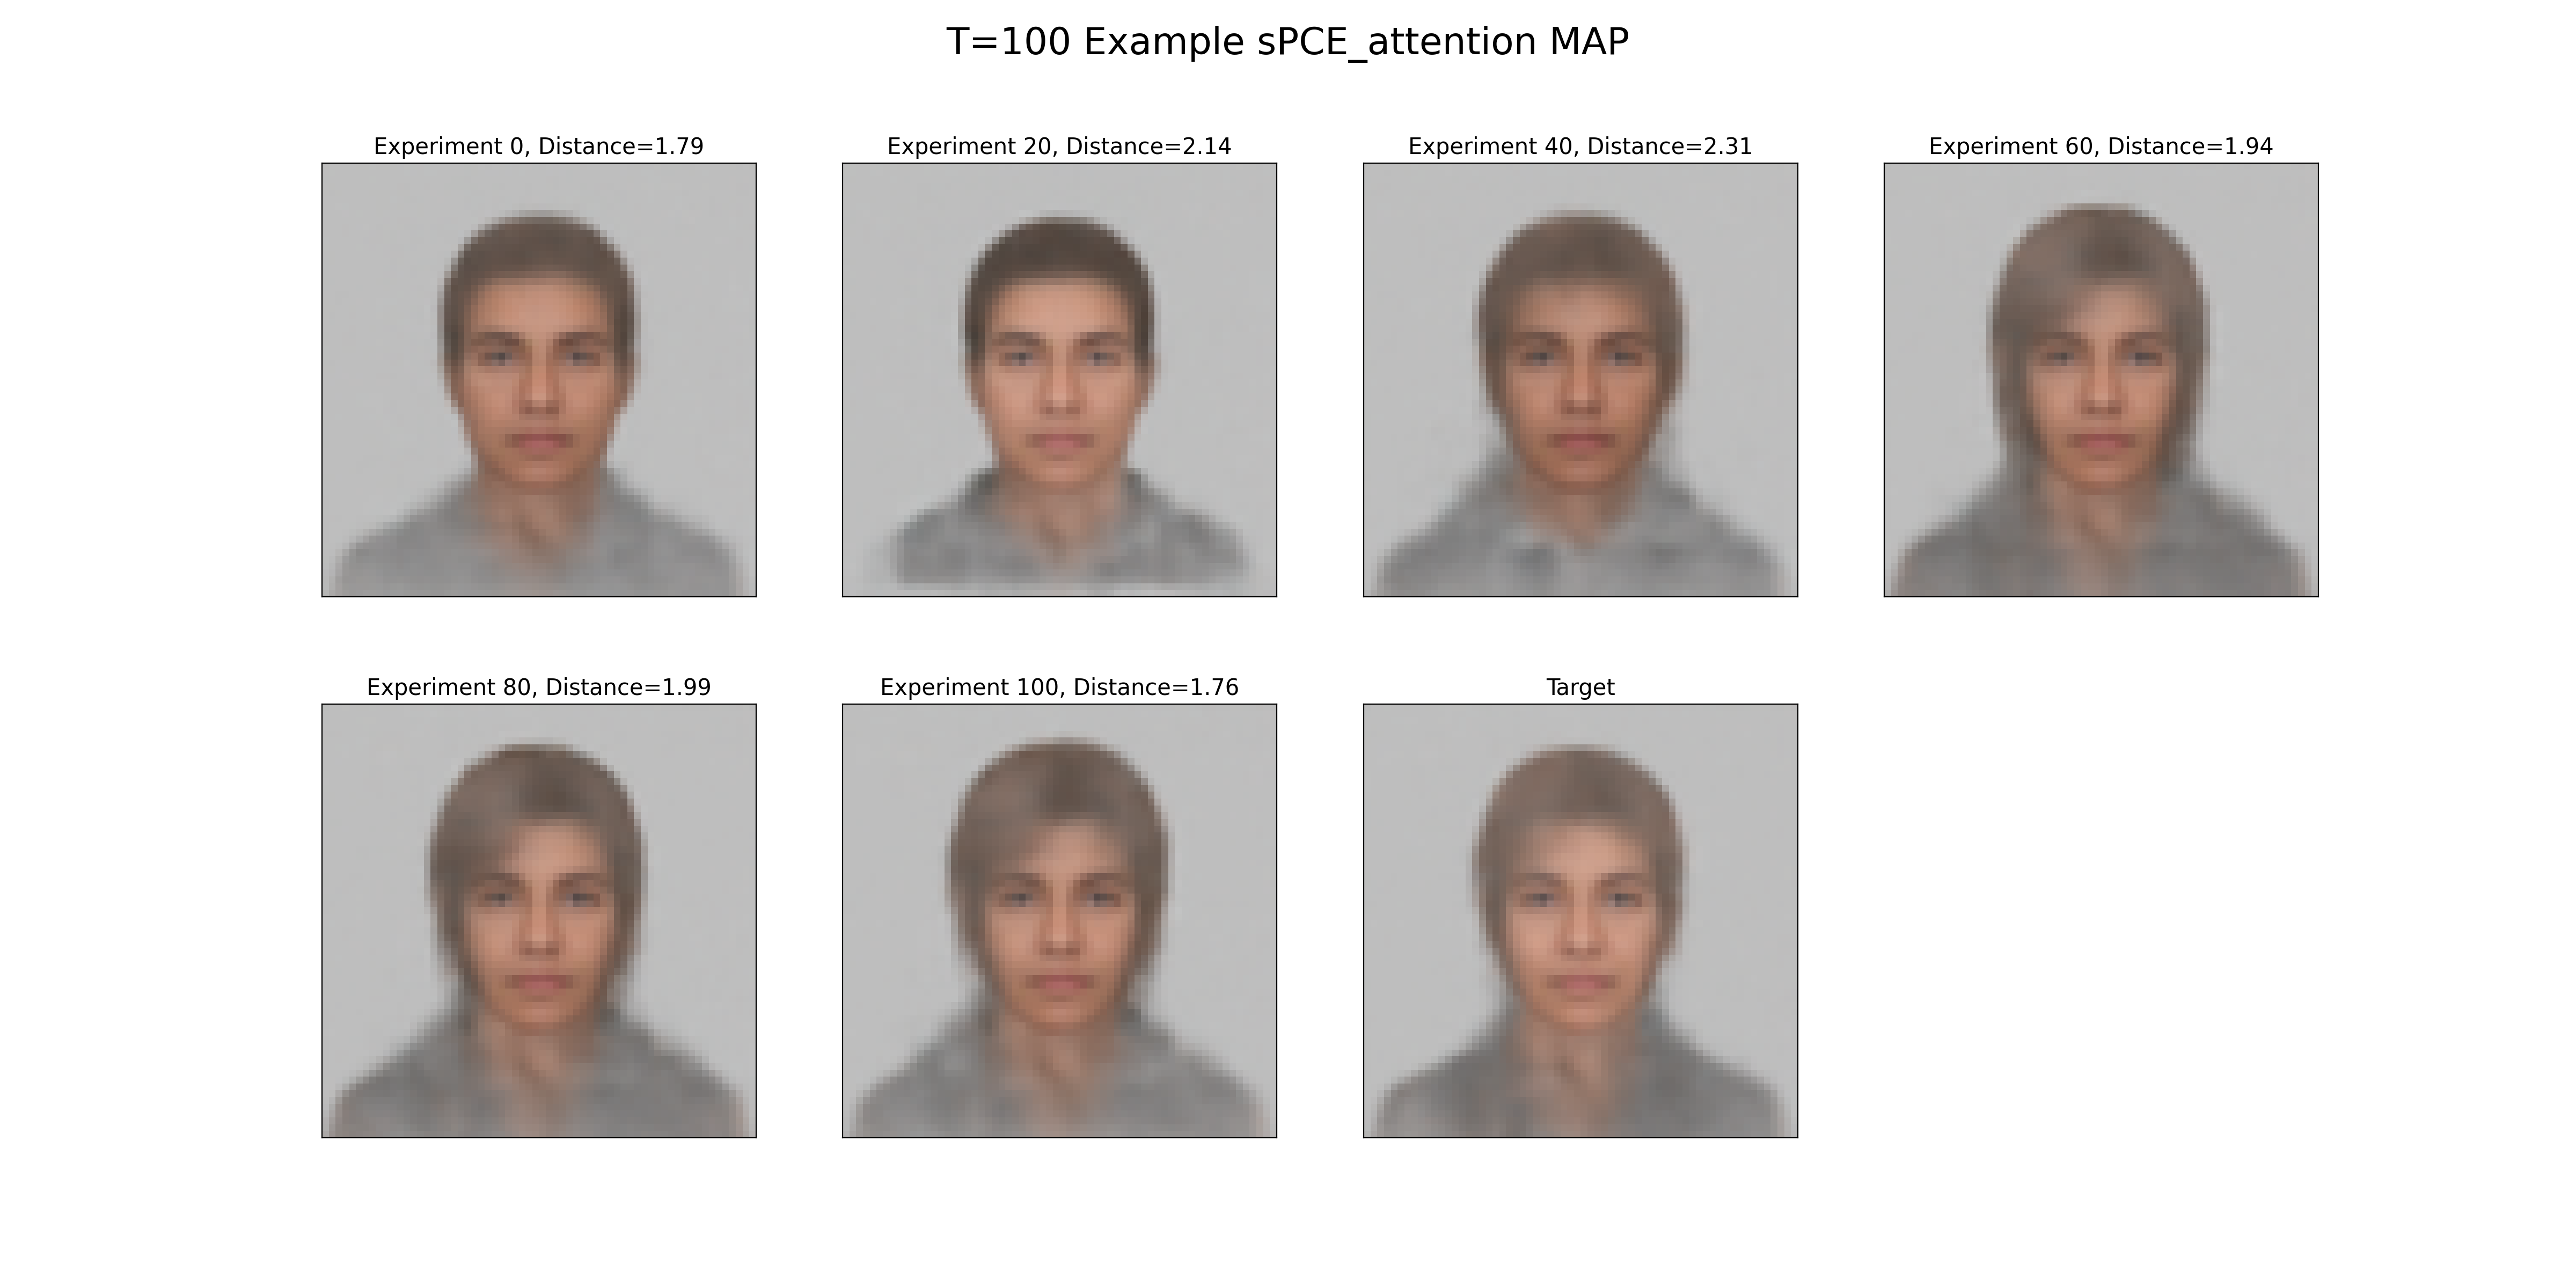 T=100 Example sPCE_attention MAP
Experiment 0, Distance=1.79
Experiment 20, Distance=2.14
Experiment 40, Distance=2.31
Experiment 60, Distance=1.94
Experiment 80, Distance=1.99
Experiment 100, Distance=1.76
Target